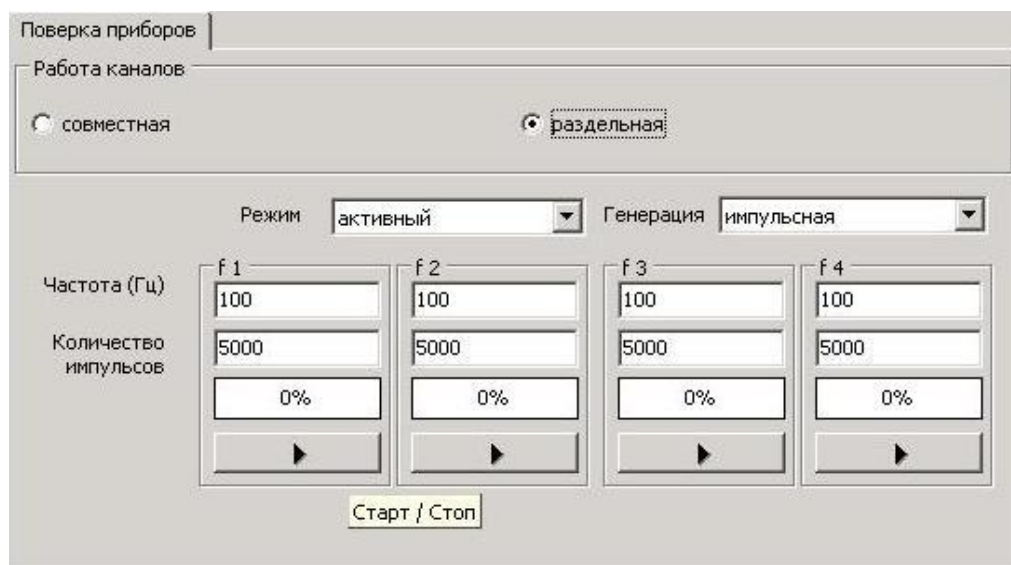 Поверка приборов
Работа каналов
совместная раздельная
Режим активный Генерация импульсная
f 1 f 2 f 3 f 4
Частота (Гц) 100 100 100 100
Количество импульсов 5000 5000 5000 5000
0% 0% 0% 0%
Старт / Стоп